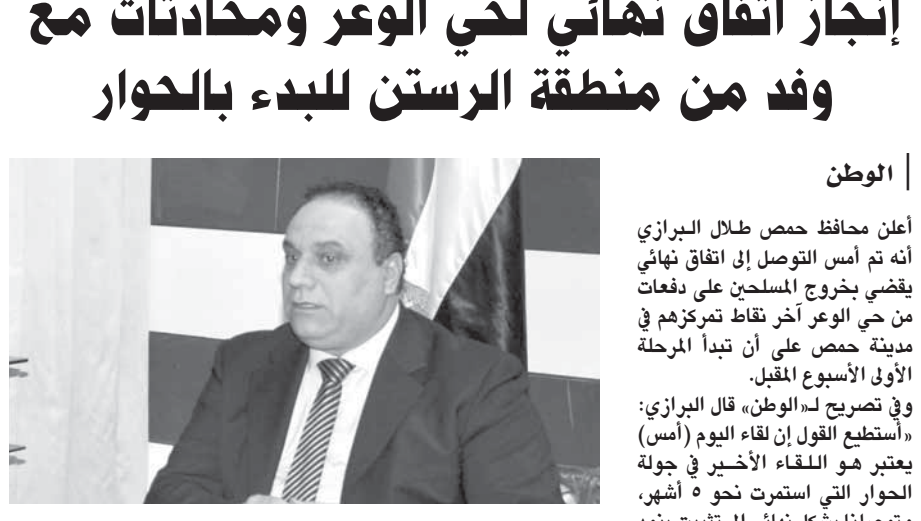 إنجاز اتفاق نهائي لحي الوعر ومحادثات مع
وفد من منطقة الرستن للبدء بالحوار
الوطن
أعلن محافظ حمص طلال البرازي
أنه تم أمس التوصل إلى اتفاق نهائي
يقضي بخروج المسلحين على دفعات
من حي الوعر آخر نقاط تمركزهم في
مدينة حمص على أن تبدأ المرحلة
الأولى الأسبوع المقبل.
وفي تصريح لـ«الوطن» قال البرازي:
«أستطيع القول إن لقاء اليوم (أمس)
يعتبر هو اللقاء الأخير في جولة
الحوار التي استمرت نحو ٥ أشهر،